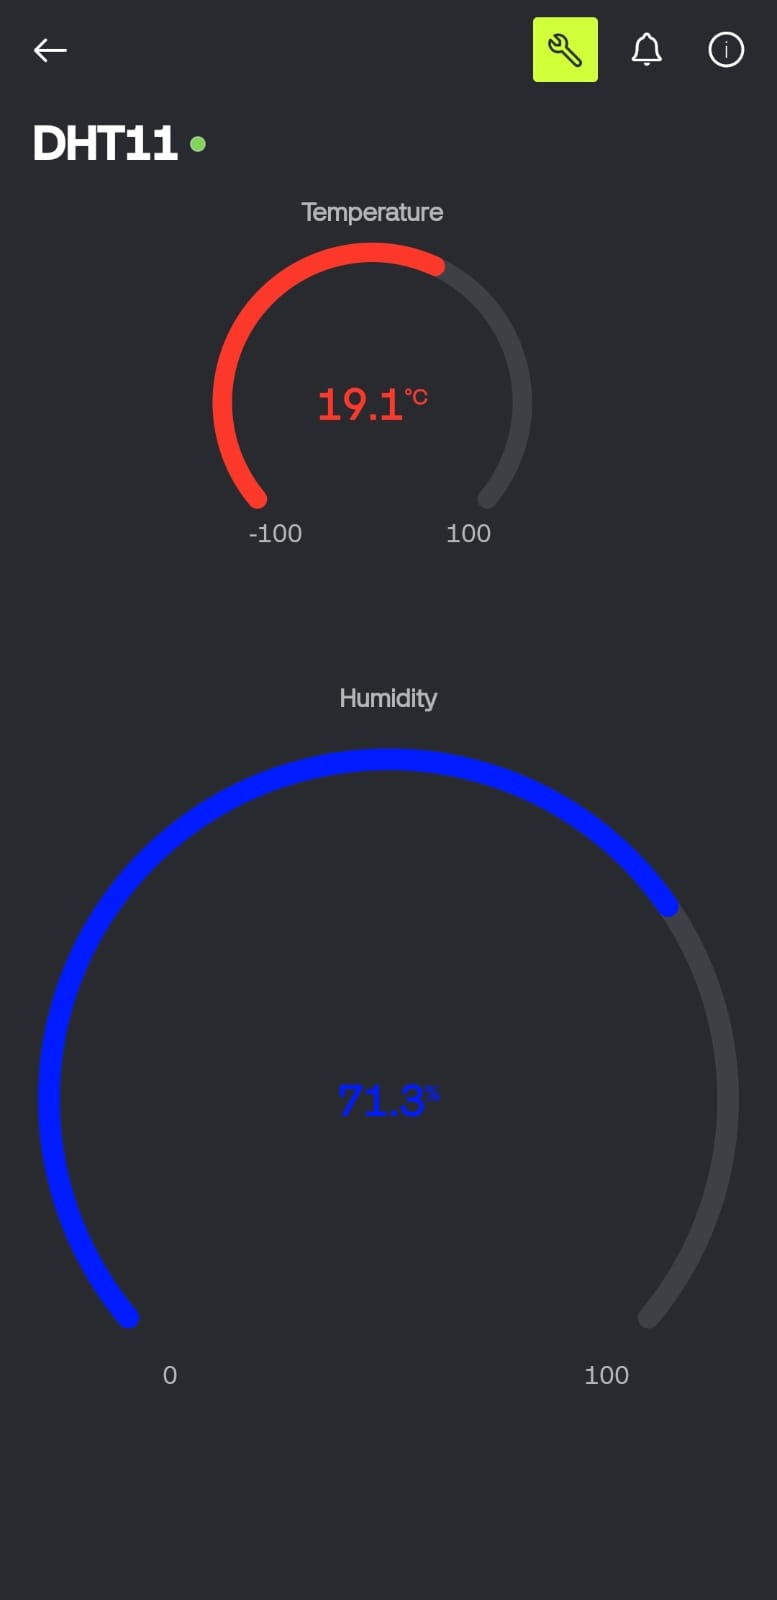 DHT11
Temperature
19.1°C
-100 100
Humidity
71.3%
0 100